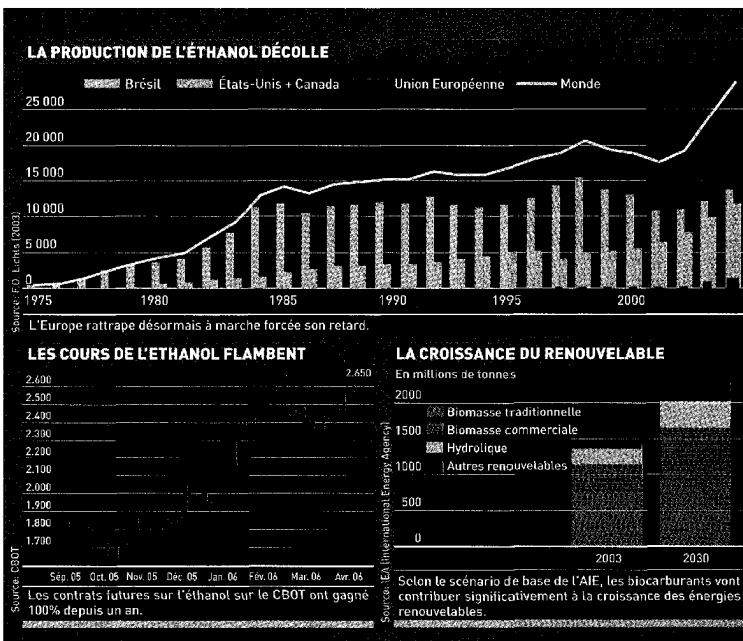 LA PRODUCTION DE L'ÉTHANOL DÉCOLLE
Brésil États-Unis + Canada Union Européenne Monde
25 000
20 000
15 000
10 000
5 000
0
1975 1980 1985 1990 1995 2000
Source: F.O. Lichts (2003)
L'Europe rattrape désormais à marche forcée son retard.
LES COURS DE L'ETHANOL FLAMBENT
2.650
2.600
2.500
2.400
2.300
2.200
2.100
2.000
1.900
1.800
1.700
Sép. 05 Oct. 05 Nov. 05 Déc. 05 Jan. 06 Fév. 06 Mar. 06 Avr. 06
Source: CBOT
Les contrats futures sur l'éthanol sur le CBOT ont gagné
100% depuis un an.
LA CROISSANCE DU RENOUVELABLE
En millions de tonnes
2000
Biomasse traditionnelle
Biomasse commerciale
1500
Hydrolique
Autres renouvelables
1000
500
0
2003 2030
Source: IEA (International Energy Agency)
Selon le scénario de base de l'AIE, les biocarburants vont
contribuer significativement à la croissance des énergies
renouvelables.